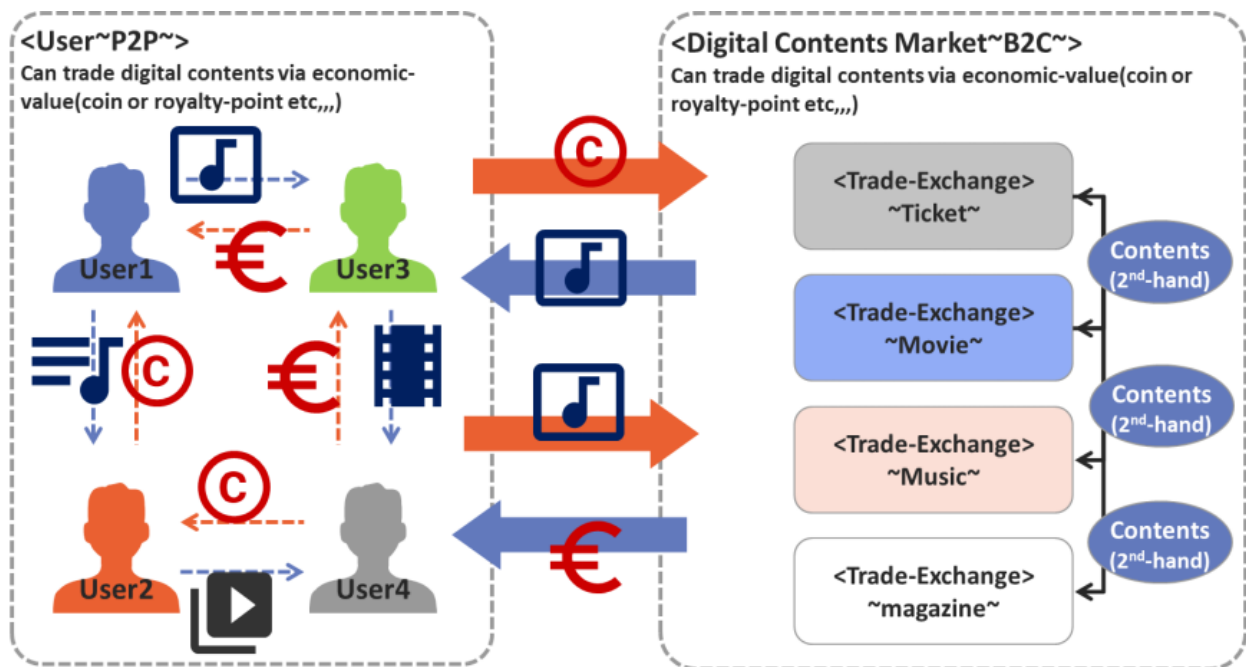 <User~P2P~>
Can trade digital contents via economic-
value(coin or royalty-point etc,,,)
User1
User3
C
C
User2
User4
C
<Digital Contents Market~B2C~>
Can trade digital contents via economic-value(coin or
royalty-point etc,,,)
<Trade-Exchange>
~Ticket~
<Trade-Exchange>
~Movie~
<Trade-Exchange>
~Music~
<Trade-Exchange>
~magazine~
Contents
(2nd-hand)
Contents
(2nd-hand)
Contents
(2nd-hand)
€
€
€